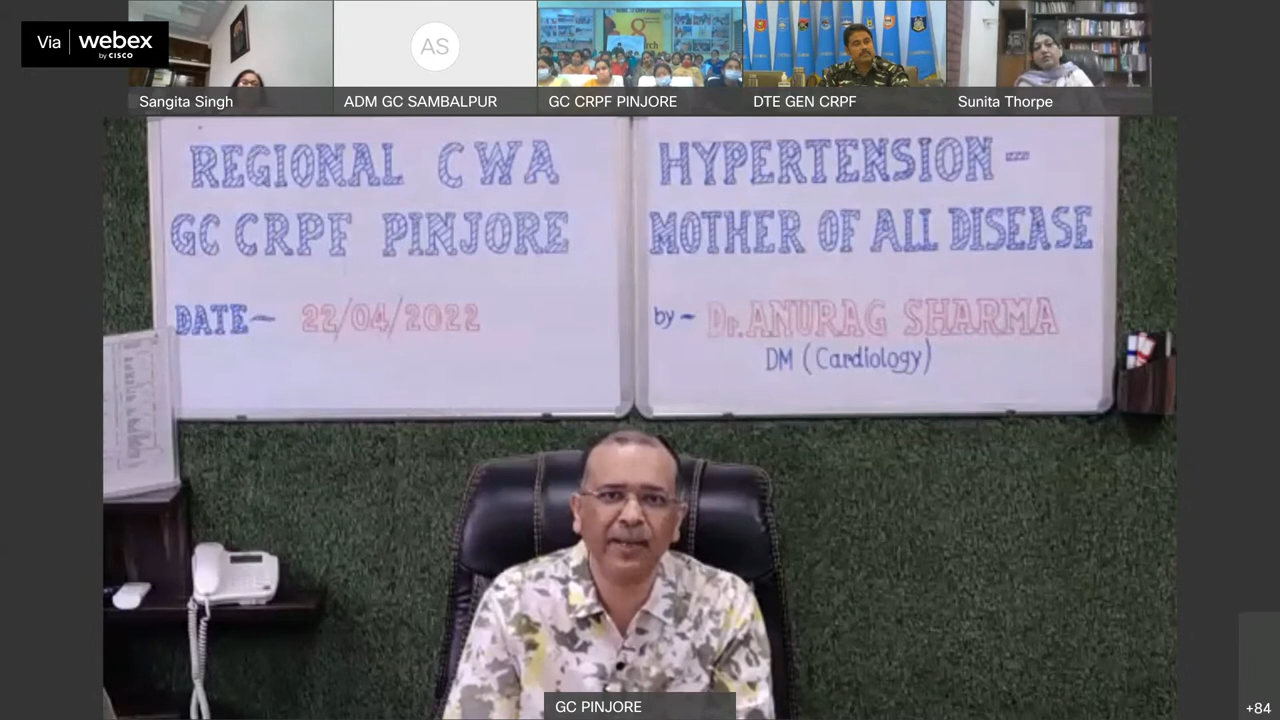 Via webex
by CISCO
Sangita Singh
AS
ADM GC SAMBALPUR
GC CRPF PINJORE
DTE GEN CRPF
Sunita Thorpe
REGIONAL CWA
GC CRPF PINJORE
DATE~ 22/04/2022
HYPERTENSION-
MOTHER OF ALL DISEASE
by~ Dr. ANURAG SHARMA
DM (Cardiology)
GC PINJORE
+84